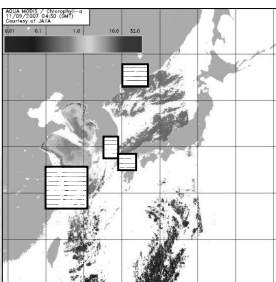 AQUA MODIS / Chlorophyll-a
11/09/2007 04:30 (GMT)
Courtesy of JAXA
0.01 0.1 1.0 10.0 32.0